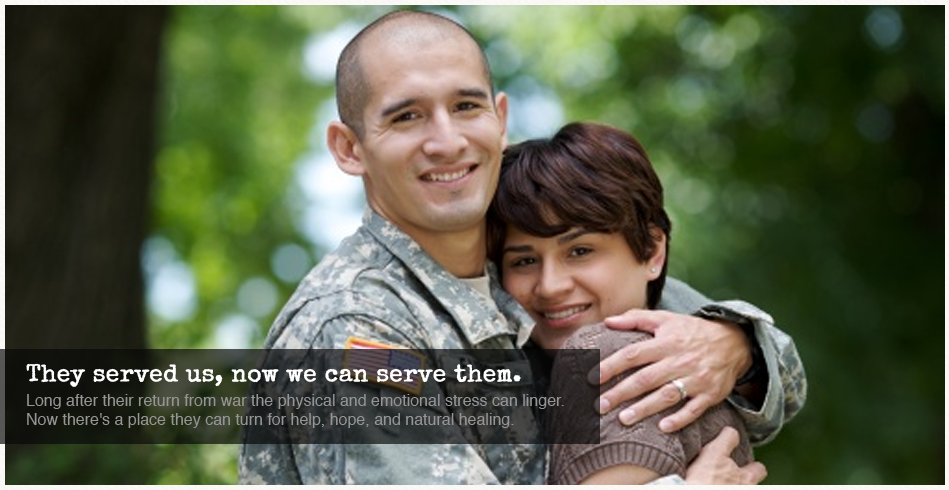 They served us, now we can serve them.
Long after their return from war the physical and emotional stress can linger.
Now there's a place they can turn for help, hope, and natural healing.